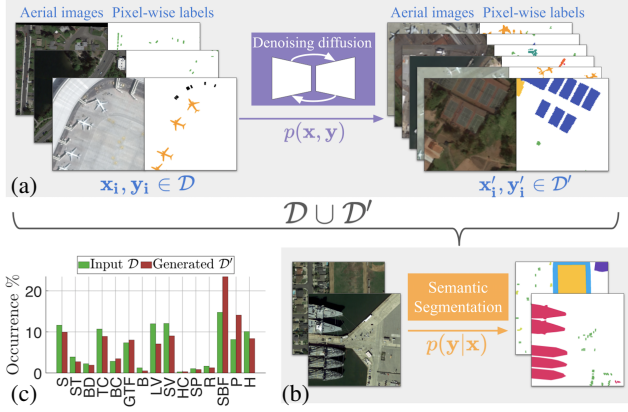 Aerial images Pixel-wise labels
Denoising diffusion
p(x, y)
Aerial images Pixel-wise labels
(a)
xᵢ, yᵢ ∈ 𝒟
x′ᵢ, y′ᵢ ∈ 𝒟′
𝒟 ∪ 𝒟′
Input 𝒟 Generated 𝒟′
Occurrence %
20
10
0
S ST BD TC BC GTF B LV SV HC SP R SBF P H
(c)
Semantic
Segmentation
p(y|x)
(b)